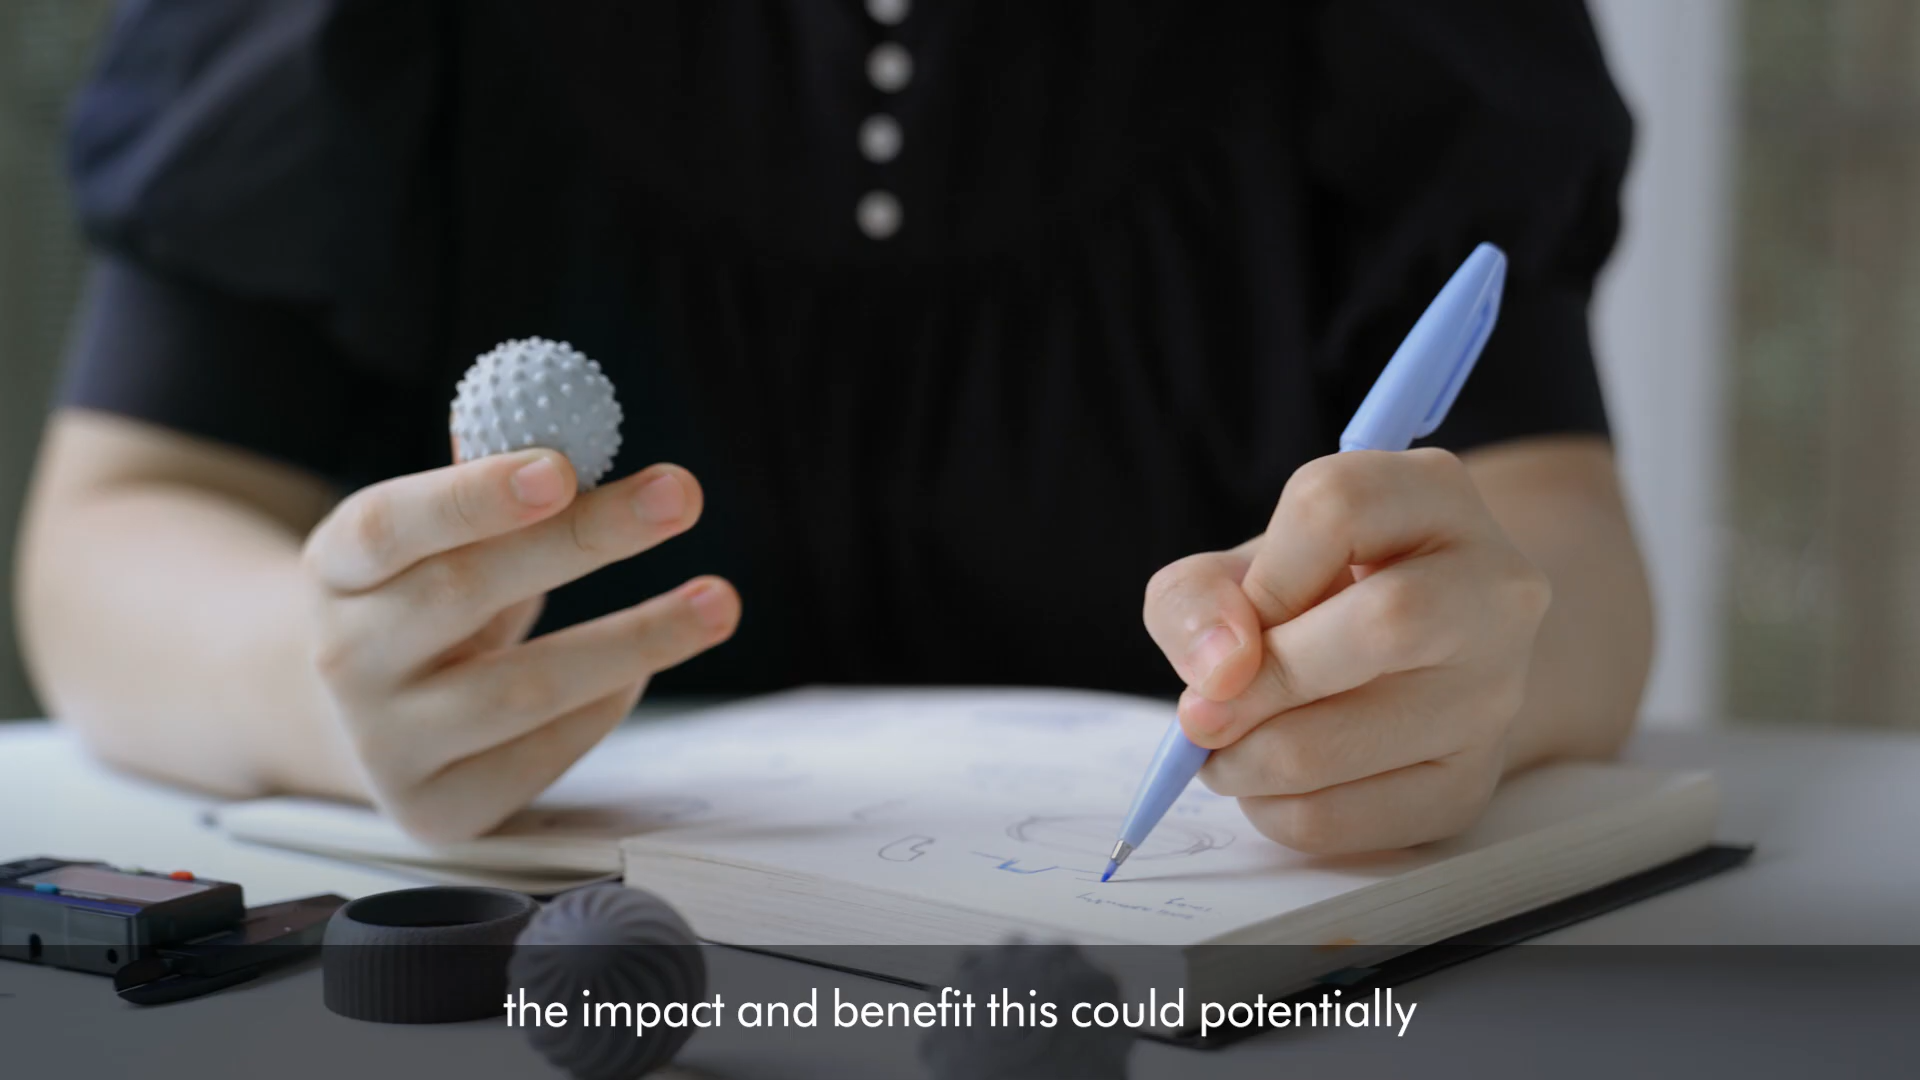 the impact and benefit this could potentially